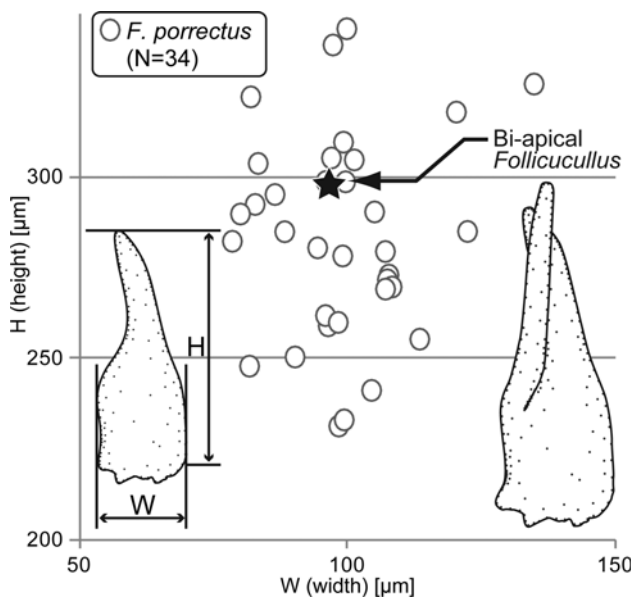 F. porrectus
(N=34)
Bi-apical
Follicucullus
H (height) [µm]
300
250
200
H
W
50
100
150
W (width) [µm]